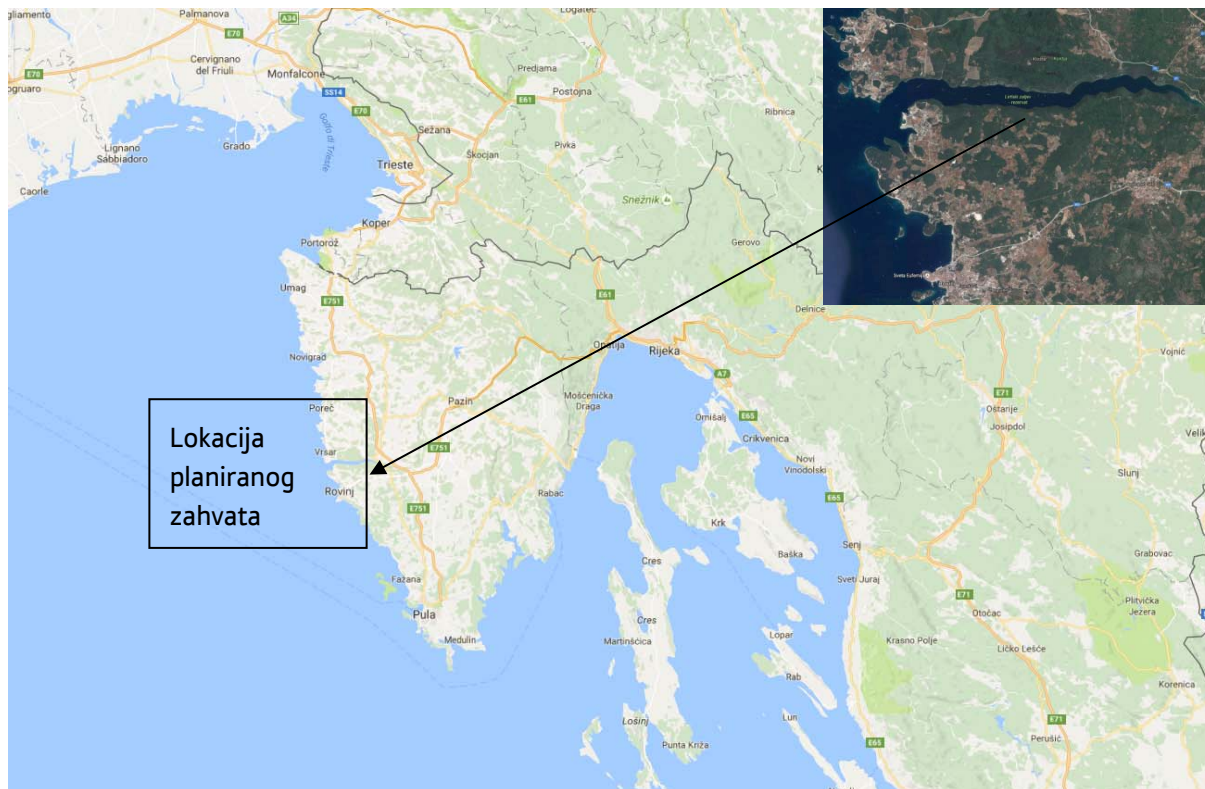 Logatec
A34
Palmanova
E70
Cervignano
del Friuli
Predjama
Monfalcone
E70
SS14
E61
Postojna
E70
Golfo di Trieste
Sežana
Ribnica
Lignano
Sabbiadoro
Grado
Škocjan
Pivka
Caorle
Trieste
Snežnik
Koper
Portorož
Gerovo
Sveta Eufemija
Umag
E751
E61
Delnice
Opatija
Rijeka
Vojnić
Novigrad
A7
E71
Mošćenička
Draga
Omišalj
E65
Oštarije
Poreč
Pazin
Crikvenica
Josipdol
Lokacija
planiranog
zahvata
Vrsar
E751
Novi
Vinodolski
Slunj
Rovinj
Rabac
E65
E751
Krk
Senj
Baška
Grabovac
Cres
Fažana
Sveti Juraj
E71
Plitvička
Jezera
Pula
Cres
Otočac
Medulin
Martinšćica
Lopar
Krasno Polje
Ličko Lešće
Rab
Korenica
Lošinj
Lun
E71
Punta Križa
E65
Perušić